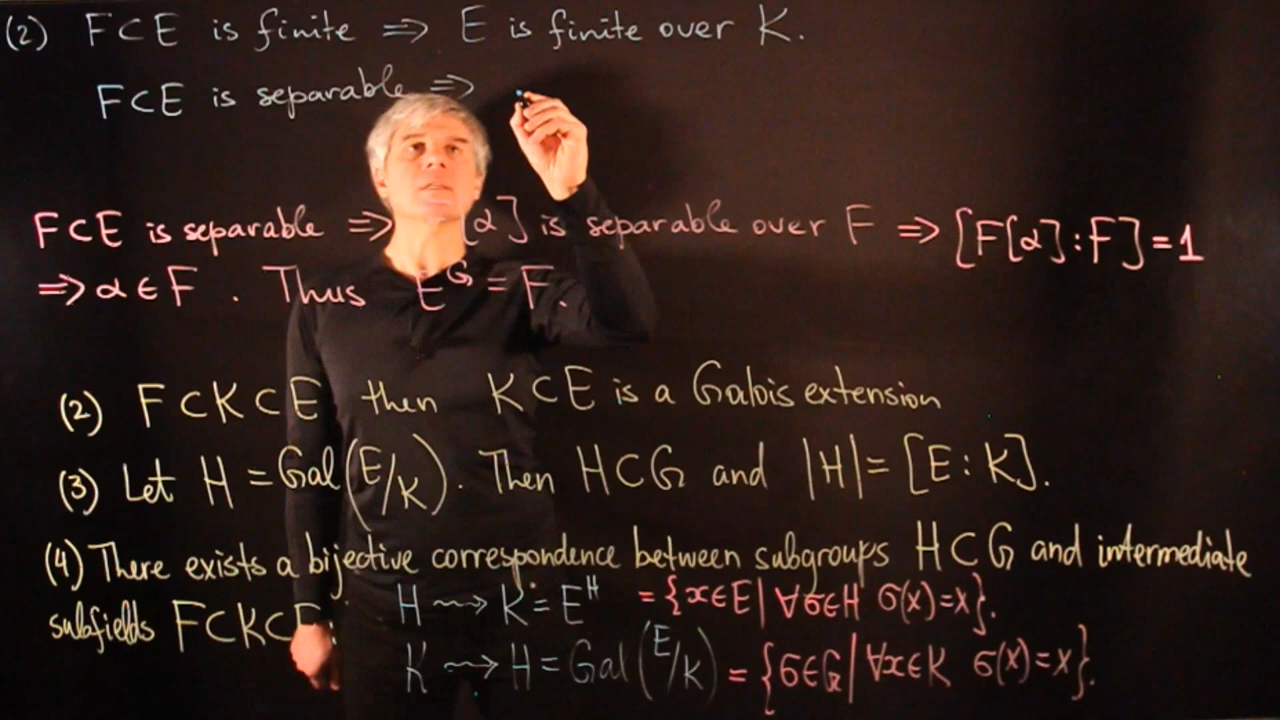 (2) F⊂E is finite ⇒ E is finite over K.
F⊂E is separable ⇒
F⊂E is separable ⇒ [α] is separable over F ⇒ [F[α]:F]=1
⇒ α∈F . Thus E^G = F.
(2) F⊂K⊂E then K⊂E is a Galois extension
(3) Let H = Gal(E/K). Then H⊂G and |H| = [E:K].
(4) There exists a bijective correspondence between subgroups H⊂G and intermediate
subfields F⊂K⊂E:
H ⇝ K := E^H = {x∈E | ∀σ∈H σ(x)=x}.
K ⇝ H = Gal(E/K) = {σ∈G | ∀x∈K σ(x)=x}.